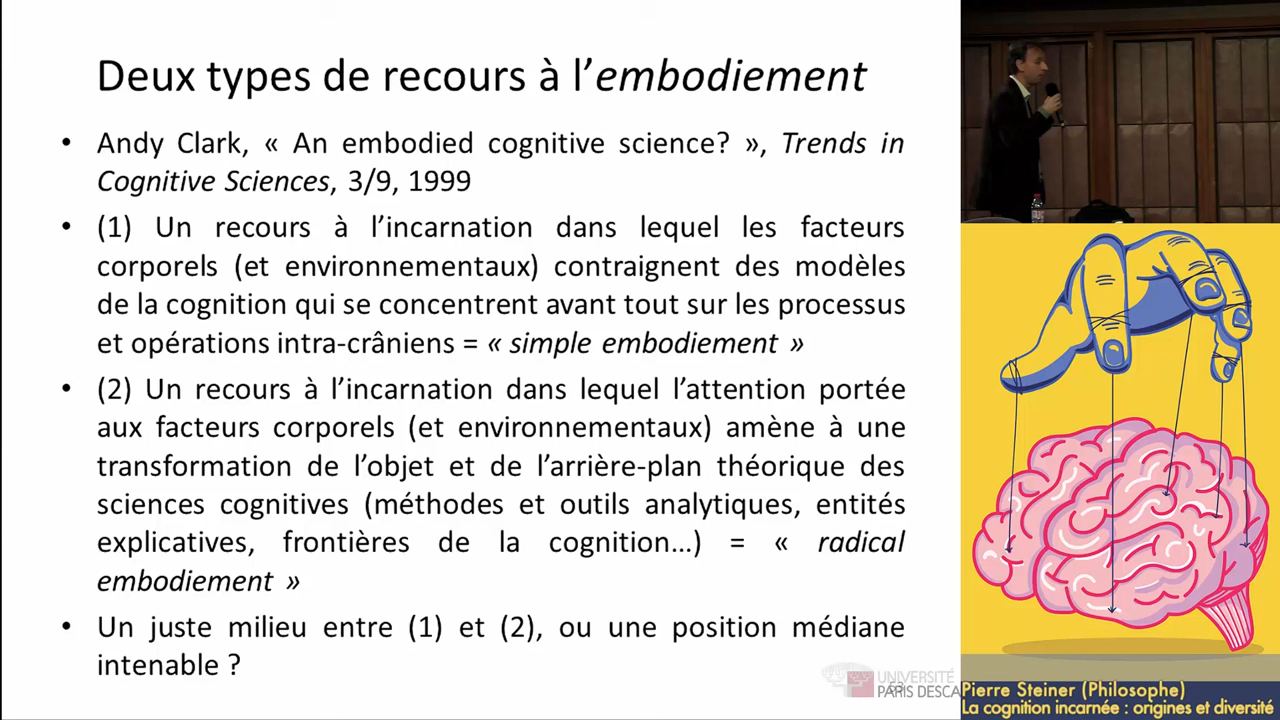 Deux types de recours à l’embodiement
• Andy Clark, « An embodied cognitive science? », Trends in
Cognitive Sciences, 3/9, 1999
• (1) Un recours à l’incarnation dans lequel les facteurs
corporels (et environnementaux) contraignent des modèles
de la cognition qui se concentrent avant tout sur les processus
et opérations intra-crâniens = « simple embodiement »
• (2) Un recours à l’incarnation dans lequel l’attention portée
aux facteurs corporels (et environnementaux) amène à une
transformation de l’objet et de l’arrière-plan théorique des
sciences cognitives (méthodes et outils analytiques, entités
explicatives, frontières de la cognition…) = « radical
embodiement »
• Un juste milieu entre (1) et (2), ou une position médiane
intenable ?
UNIVERSITÉ
PARIS DESCA
Pierre Steiner (Philosophe)
La cognition incarnée : origines et diversité